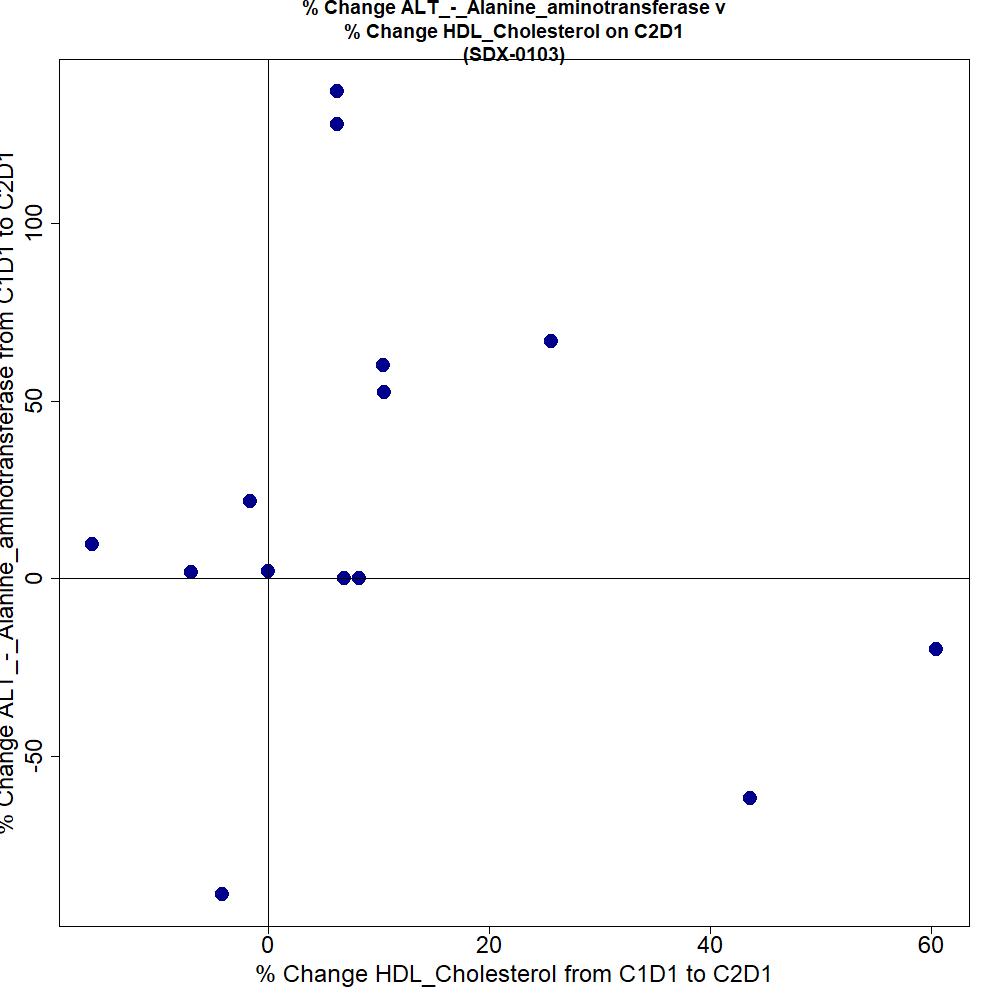 % Change ALT_-_Alanine_aminotransferase v
% Change HDL_Cholesterol on C2D1
(SDX-0103)
% Change ALT_-_Alanine_aminotransferase from C1D1 to C2D1
100
50
0
-50
0 20 40 60
% Change HDL_Cholesterol from C1D1 to C2D1